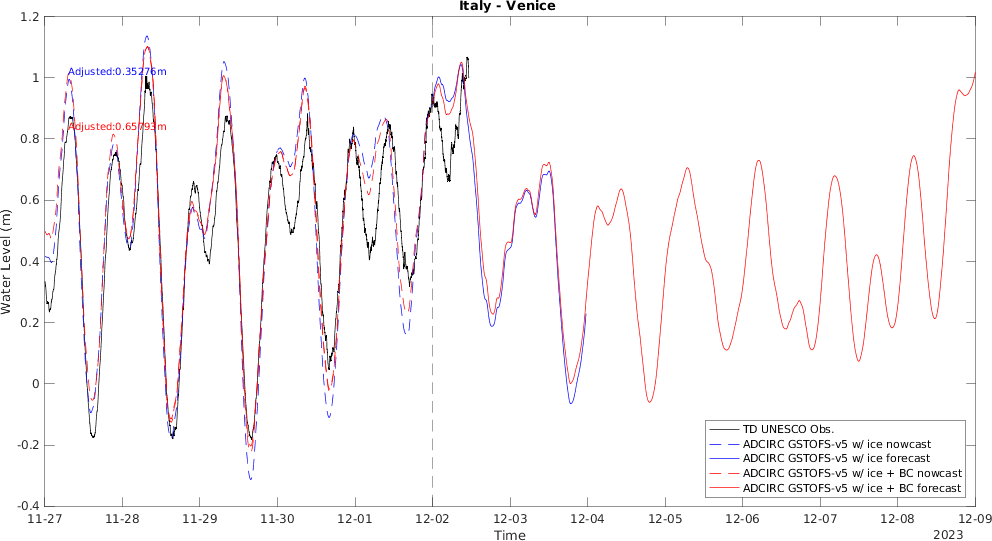 Italy - Venice
1.2
1
0.8
0.6
0.4
0.2
0
-0.2
-0.4
Water Level (m)
Adjusted:0.35276m
Adjusted:0.65793m
TD UNESCO Obs.
ADCIRC GSTOFS-v5 w/ ice nowcast
ADCIRC GSTOFS-v5 w/ ice forecast
ADCIRC GSTOFS-v5 w/ ice + BC nowcast
ADCIRC GSTOFS-v5 w/ ice + BC forecast
11-27 11-28 11-29 11-30 12-01 12-02 12-03 12-04 12-05 12-06 12-07 12-08 12-09
Time
2023